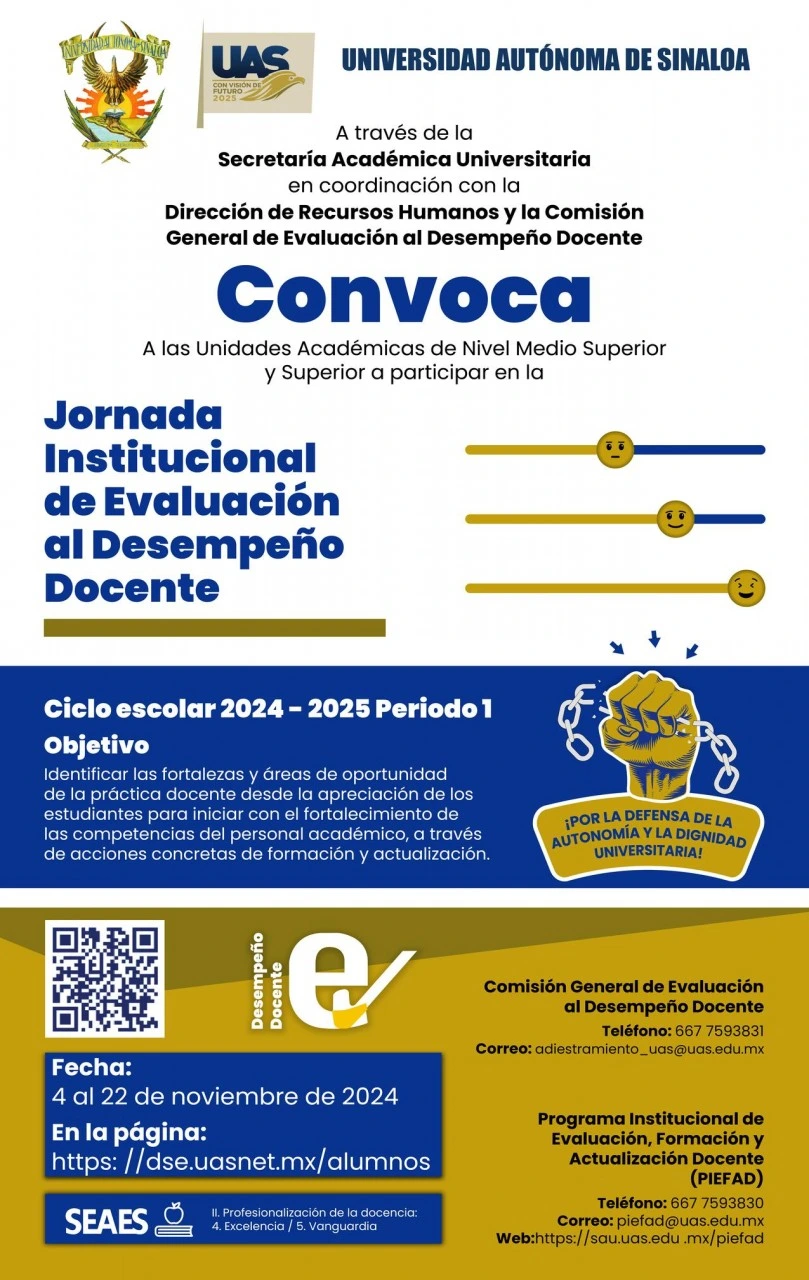 UNIVERSIDAD AUTÓNOMA DE SINALOA
UAS
CON VISIÓN DE
FUTURO
2025
UNIVERSIDAD AUTÓNOMA DE SINALOA
A través de la
Secretaría Académica Universitaria
en coordinación con la
Dirección de Recursos Humanos y la Comisión
General de Evaluación al Desempeño Docente
Convoca
A las Unidades Académicas de Nivel Medio Superior
y Superior a participar en la
Jornada
Institucional
de Evaluación
al Desempeño
Docente
Ciclo escolar 2024 - 2025 Periodo 1
Objetivo
Identificar las fortalezas y áreas de oportunidad
de la práctica docente desde la apreciación de los
estudiantes para iniciar con el fortalecimiento de
las competencias del personal académico, a través
de acciones concretas de formación y actualización.
¡POR LA DEFENSA DE LA
AUTONOMÍA Y LA DIGNIDAD
UNIVERSITARIA!
Desempeño
Docente
e
Comisión General de Evaluación
al Desempeño Docente
Teléfono: 667 7593831
Correo: adiestramiento_uas@uas.edu.mx
Fecha:
4 al 22 de noviembre de 2024
En la página:
https: //dse.uasnet.mx/alumnos
Programa Institucional de
Evaluación, Formación y
Actualización Docente
(PIEFAD)
Teléfono: 667 7593830
Correo: piefad@uas.edu.mx
Web:https://sau.uas.edu .mx/piefad
SEAES
II. Profesionalización de la docencia:
4. Excelencia / 5. Vanguardia